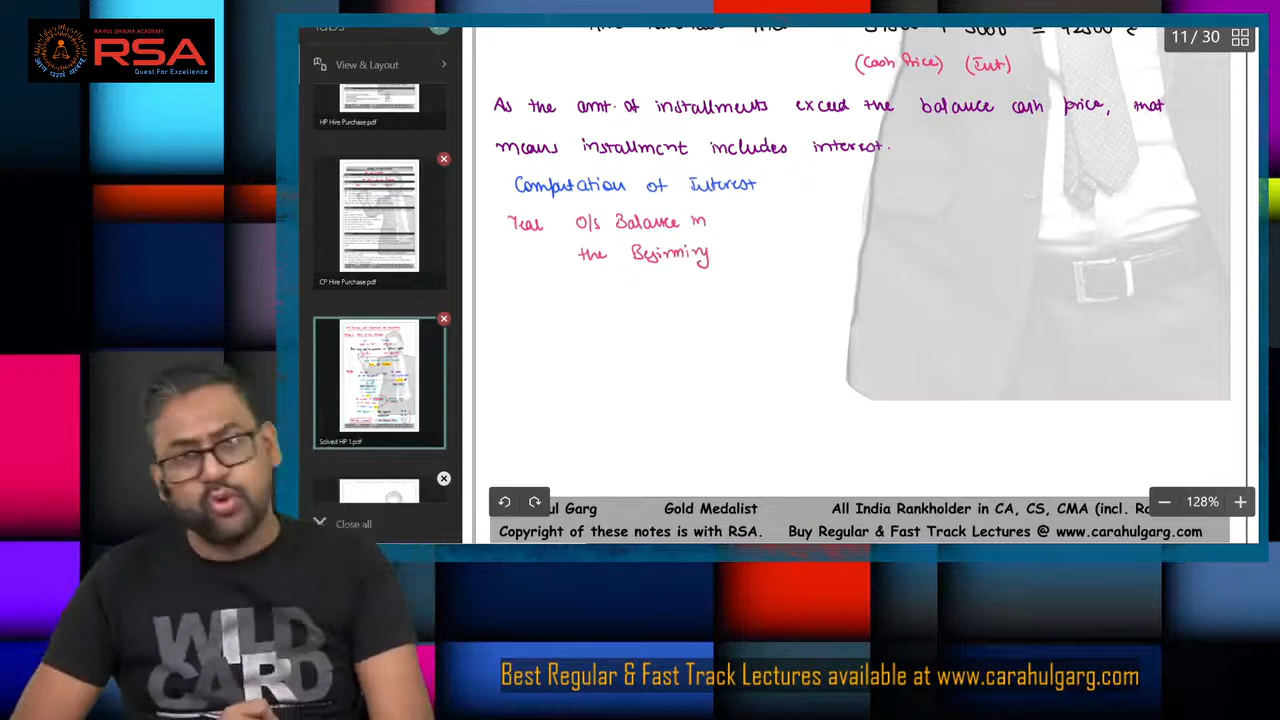 RAHUL SHIKHA ACADEMY
RSA
Quest For Excellence
View & Layout
HP Hire Purchase.pdf
CP Hire Purchase.pdf
Solved HP 1.pdf
Close all
11 / 30
(Cash Price) (Int)
As the amt. of installments exceed the balance cash price, that
means installment includes interest.
Computation of Interest
Year O/s Balance in
the Beginning
128%
Garg Gold Medalist All India Rankholder in CA, CS, CMA (incl.
Copyright of these notes is with RSA. Buy Regular & Fast Track Lectures @ www.carahulgarg.com
WILD
CARD
Best Regular & Fast Track Lectures available at www.carahulgarg.com